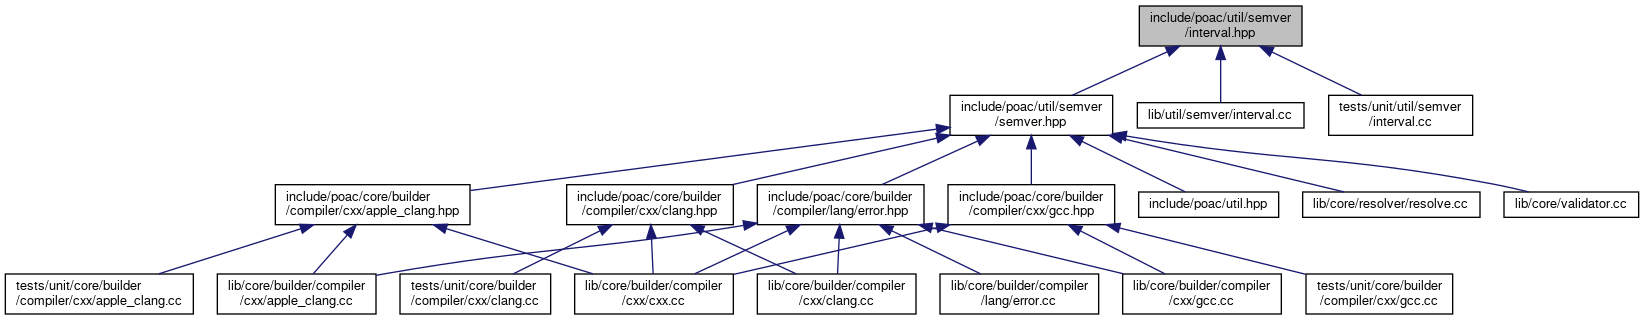 include/poac/util/semver
/interval.hpp
include/poac/util/semver
/semver.hpp
lib/util/semver/interval.cc
tests/unit/util/semver
/interval.cc
include/poac/core/builder
/compiler/cxx/apple_clang.hpp
include/poac/core/builder
/compiler/cxx/clang.hpp
include/poac/core/builder
/compiler/lang/error.hpp
include/poac/core/builder
/compiler/cxx/gcc.hpp
include/poac/util.hpp
lib/core/resolver/resolve.cc
lib/core/validator.cc
tests/unit/core/builder
/compiler/cxx/apple_clang.cc
lib/core/builder/compiler
/cxx/apple_clang.cc
tests/unit/core/builder
/compiler/cxx/clang.cc
lib/core/builder/compiler
/cxx/cxx.cc
lib/core/builder/compiler
/cxx/clang.cc
lib/core/builder/compiler
/lang/error.cc
lib/core/builder/compiler
/cxx/gcc.cc
tests/unit/core/builder
/compiler/cxx/gcc.cc